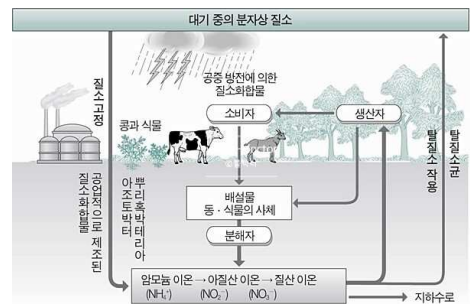 대기 중의 분자상 질소
질소고정
공중 방전에 의한
질소화합물
소비자
생산자
콩과 식물
탈질소 작용
탈질소균
공업적으로 제조된
질소화합물
뿌리혹박테리아
아조토박터
배설물
동·식물의 사체
분해자
암모늄 이온→아질산 이온→질산 이온
(NH₄⁺) (NO₂⁻) (NO₃⁻)
지하수로